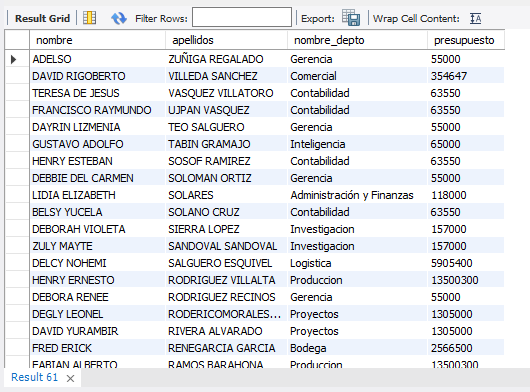 Result Grid Filter Rows: Export: Wrap Cell Content:
nombre apellidos nombre_depto presupuesto
ADELSO ZUÑIGA REGALADO Gerencia 55000
DAVID RIGOBERTO VILLEDA SANCHEZ Comercial 354647
TERESA DE JESUS VASQUEZ VILLATORO Contabilidad 63550
FRANCISCO RAYMUNDO UJPAN VASQUEZ Contabilidad 63550
DAYRIN LIZMENIA TEO SALGUERO Gerencia 55000
GUSTAVO ADOLFO TABIN GRAMAJO Inteligencia 65000
HENRY ESTEBAN SOSOF RAMIREZ Contabilidad 63550
DEBBIE DEL CARMEN SOLOMAN ORTIZ Gerencia 55000
LIDIA ELIZABETH SOLARES Administración y Finanzas 118000
BELSY YUCELA SOLANO CRUZ Contabilidad 63550
DEBORAH VIOLETA SIERRA LOPEZ Investigacion 157000
ZULY MAYTE SANDOVAL SANDOVAL Investigacion 157000
DELCY NOHEMI SALGUERO ESQUIVEL Logistica 5905400
HENRY ERNESTO RODRIGUEZ VILLALTA Produccion 13500300
DEBORA RENEE RODRIGUEZ RECINOS Gerencia 55000
DEGLY LEONEL RODERICOMORALES... Proyectos 1305000
DAVID YURAMBIR RIVERA ALVARADO Proyectos 1305000
FRED ERICK RENEGARCIA GARCIA Bodega 2566500
FABIAN ALBERTO RAMOS BARAHONA Produccion 13500300
Result 61